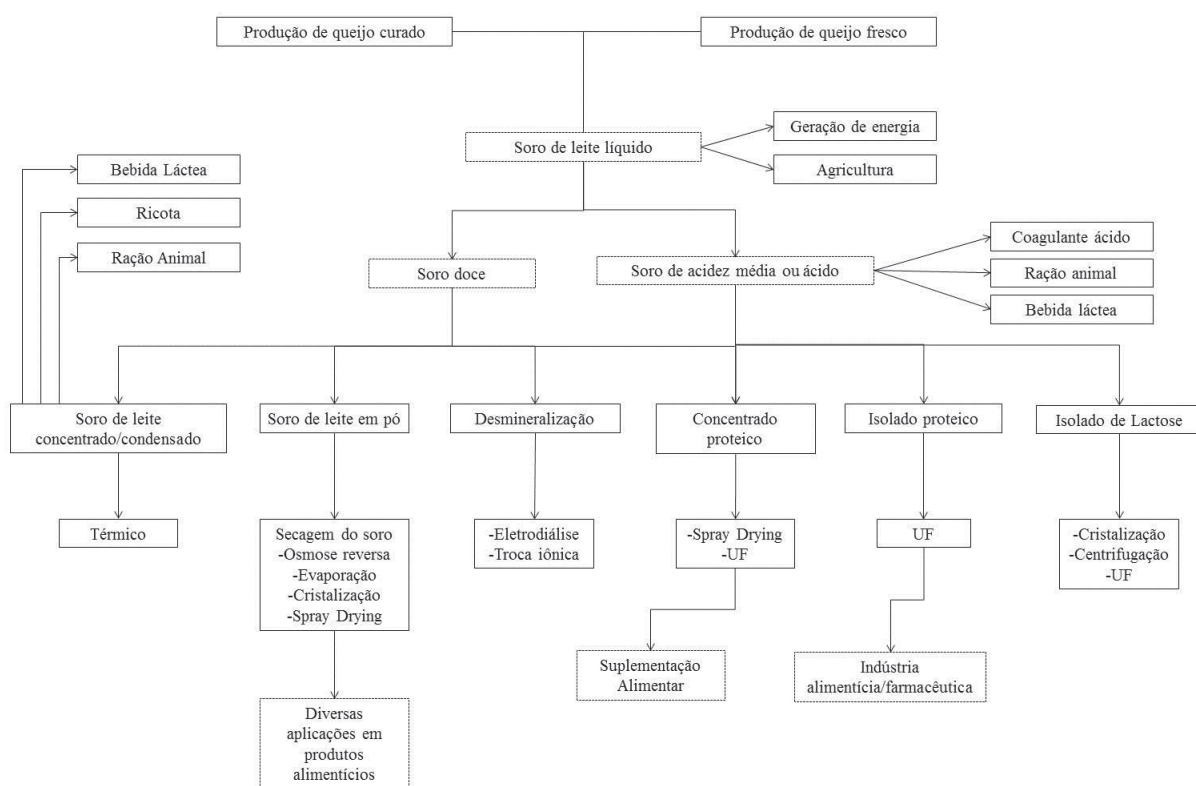 Produção de queijo curado
Produção de queijo fresco
Soro de leite líquido
Geração de energia
Agricultura
Bebida Láctea
Ricota
Ração Animal
Soro doce
Soro de acidez média ou ácido
Coagulante ácido
Ração animal
Bebida láctea
Soro de leite
concentrado/condensado
Soro de leite em pó
Desmineralização
Concentrado
proteico
Isolado proteico
Isolado de Lactose
Térmico
Secagem do soro
-Osmose reversa
-Evaporação
-Cristalização
-Spray Drying
-Eletrodiálise
-Troca iônica
-Spray Drying
-UF
UF
-Cristalização
-Centrifugação
-UF
Suplementação
Alimentar
Indústria
alimentícia/farmacêutica
Diversas
aplicações em
produtos
alimentícios